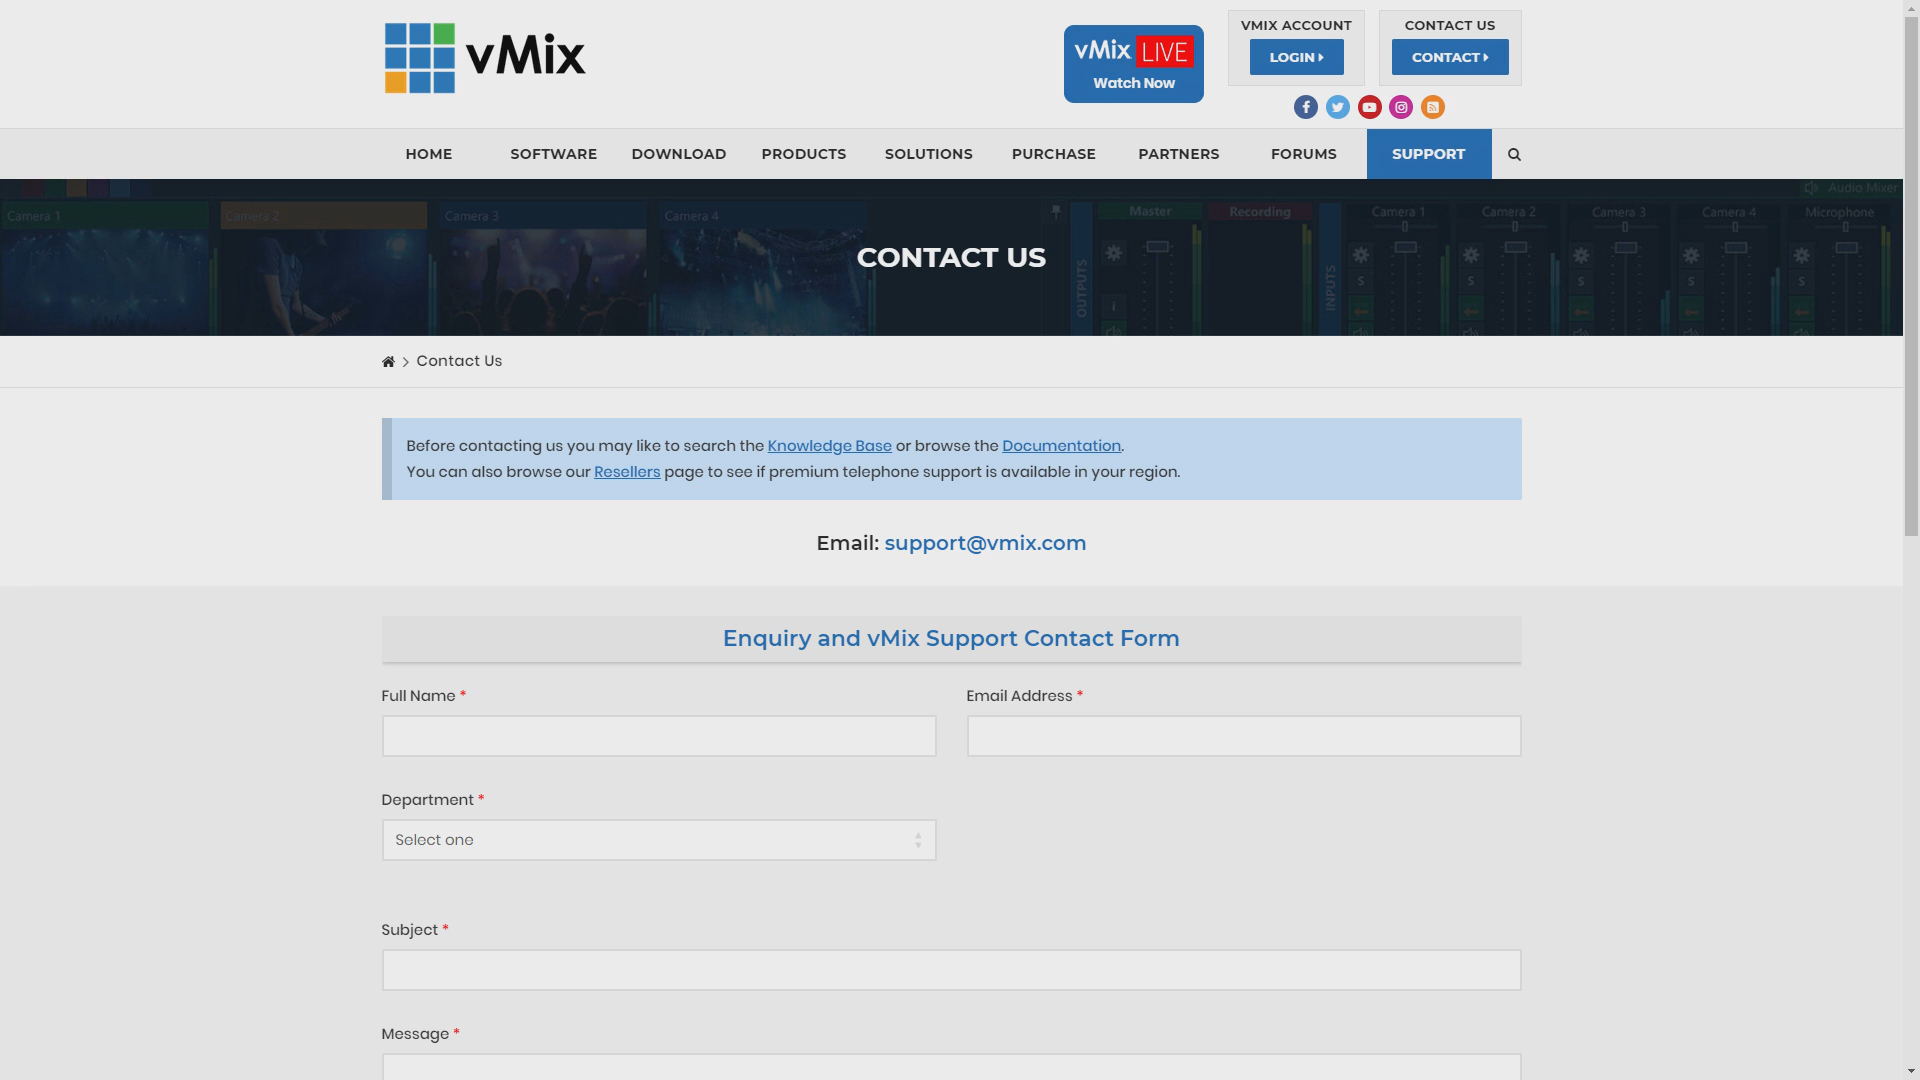 vMix
vMix LIVE
Watch Now
VMIX ACCOUNT
LOGIN
CONTACT US
CONTACT
HOME
SOFTWARE
DOWNLOAD
PRODUCTS
SOLUTIONS
PURCHASE
PARTNERS
FORUMS
SUPPORT
Audio Mixer
Camera 1
Camera 2
Camera 3
Camera 4
OUTPUTS
Master
Recording
INPUTS
Camera 1
Camera 2
Camera 3
Camera 4
Microphone
S
S
S
S
S
i
CONTACT US
Contact Us
Before contacting us you may like to search the Knowledge Base or browse the Documentation.
You can also browse our Resellers page to see if premium telephone support is available in your region.
Email: support@vmix.com
Enquiry and vMix Support Contact Form
Full Name *
Email Address *
Department *
Select one
Subject *
Message *